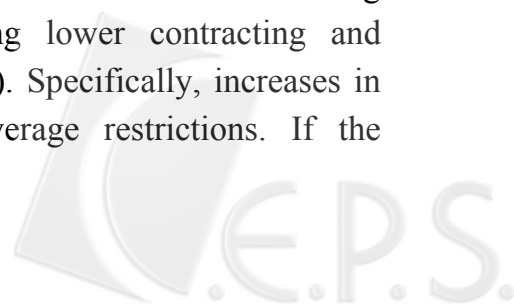 ng lower contracting and
). Specifically, increases in
verage restrictions. If the
C.E.P.S.